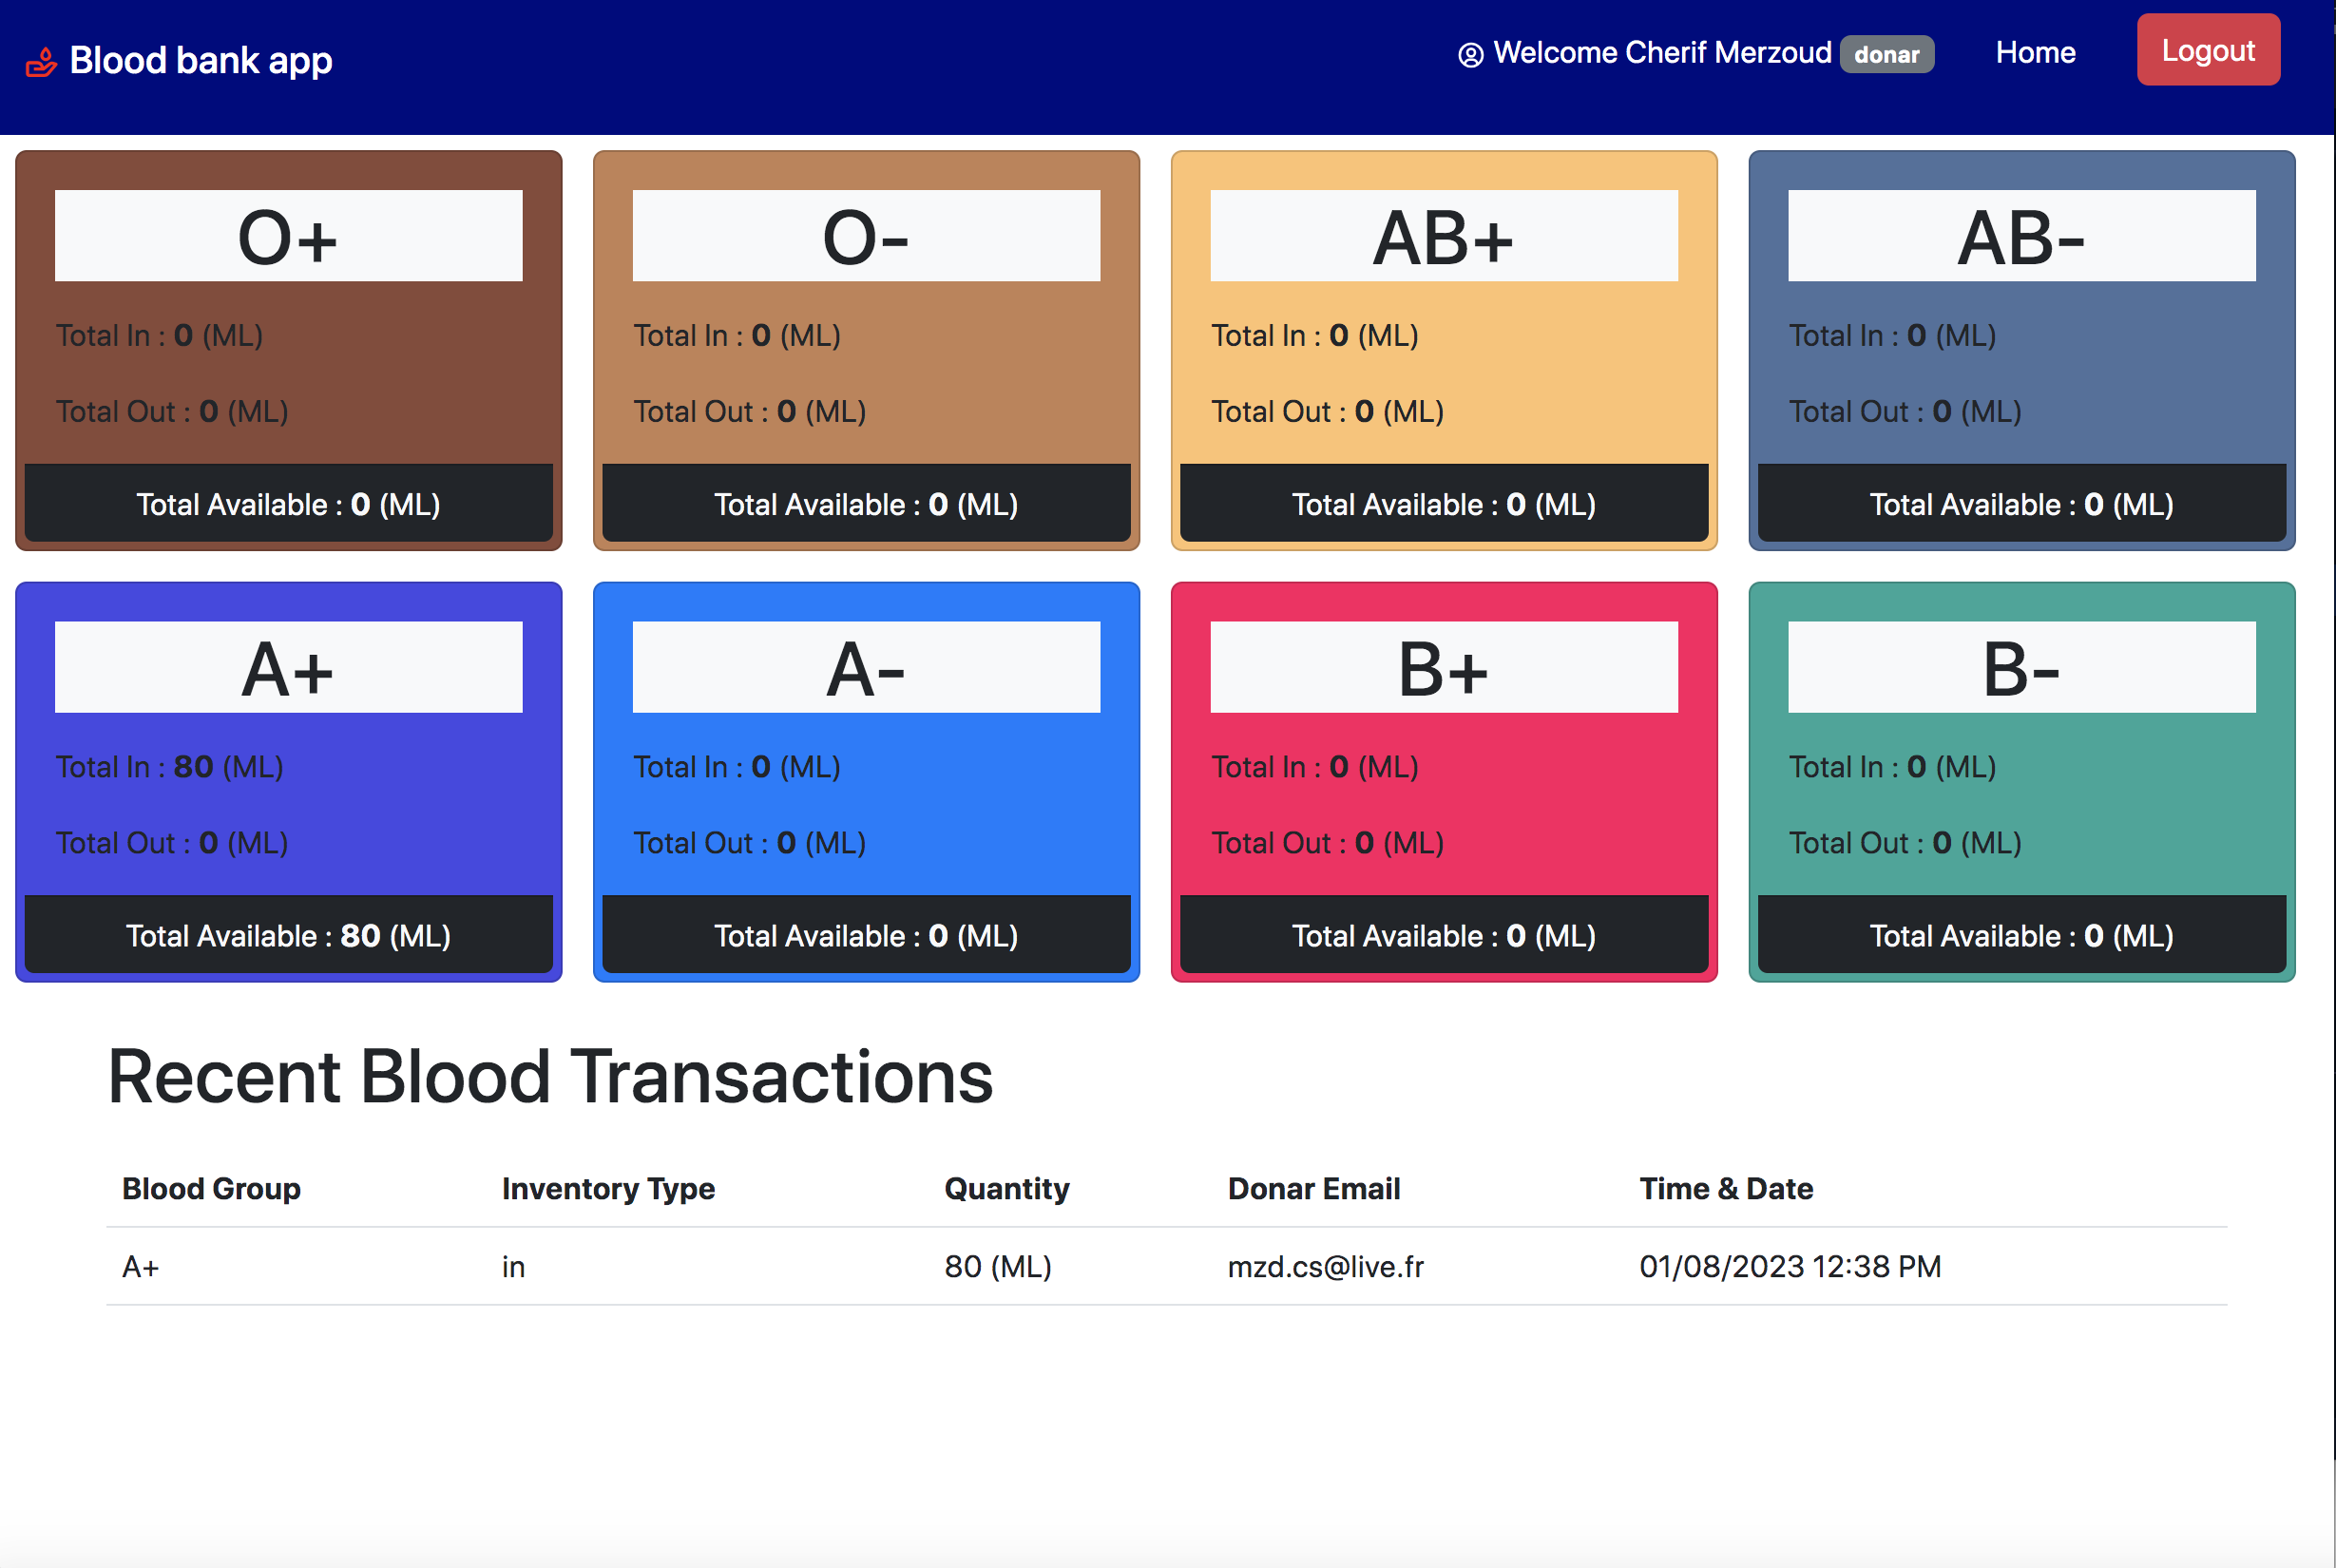 Blood bank app
Welcome Cherif Merzoud donar Home Logout
O+ O- AB+ AB-
Total In : 0 (ML) Total In : 0 (ML) Total In : 0 (ML) Total In : 0 (ML)
Total Out : 0 (ML) Total Out : 0 (ML) Total Out : 0 (ML) Total Out : 0 (ML)
Total Available : 0 (ML) Total Available : 0 (ML) Total Available : 0 (ML) Total Available : 0 (ML)
A+ A- B+ B-
Total In : 80 (ML) Total In : 0 (ML) Total In : 0 (ML) Total In : 0 (ML)
Total Out : 0 (ML) Total Out : 0 (ML) Total Out : 0 (ML) Total Out : 0 (ML)
Total Available : 80 (ML) Total Available : 0 (ML) Total Available : 0 (ML) Total Available : 0 (ML)
Recent Blood Transactions
Blood Group Inventory Type Quantity Donar Email Time & Date
A+ in 80 (ML) mzd.cs@live.fr 01/08/2023 12:38 PM